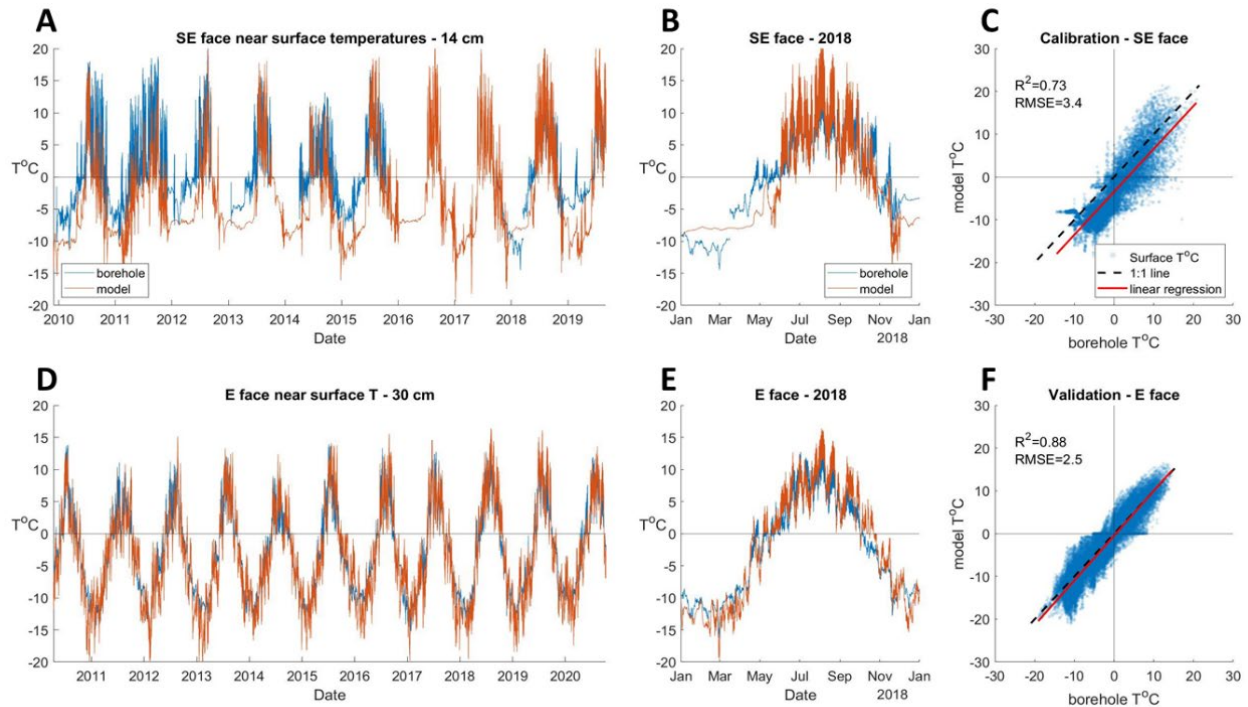 A
SE face near surface temperatures - 14 cm
20
15
10
5
T°C
0
-5
-10
-15
-20
borehole
model
2010 2011 2012 2013 2014 2015 2016 2017 2018 2019
Date
B
SE face - 2018
20
15
10
5
0
-5
-10
-15
-20
borehole
model
Jan Mar May Jul Sep Nov Jan
Date
2018
C
Calibration - SE face
30
20
10
0
-10
-20
-30
model T°C
R²=0.73
RMSE=3.4
Surface T°C
1:1 line
linear regression
-30 -20 -10 0 10 20 30
borehole T°C
D
E face near surface T - 30 cm
20
15
10
5
T°C
0
-5
-10
-15
-20
2011 2012 2013 2014 2015 2016 2017 2018 2019 2020
Date
E
E face - 2018
20
15
10
5
0
-5
-10
-15
-20
Jan Mar May Jul Sep Nov Jan
Date
2018
F
Validation - E face
30
20
10
0
-10
-20
-30
model T°C
R²=0.88
RMSE=2.5
-30 -20 -10 0 10 20 30
borehole T°C